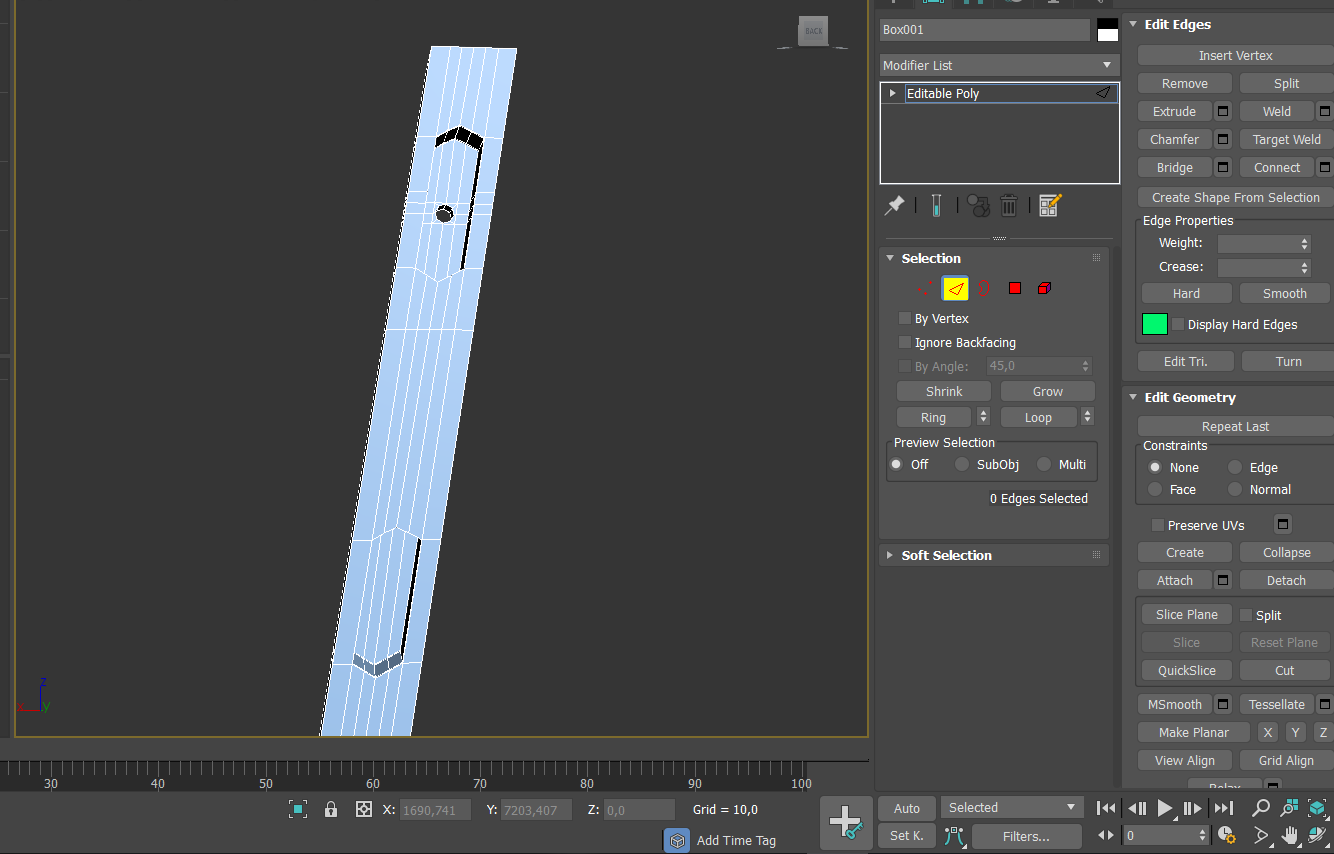 BACK
z
x
y
Box001
Modifier List
Editable Poly
Selection
By Vertex
Ignore Backfacing
By Angle: 45,0
Shrink Grow
Ring Loop
Preview Selection
Off SubObj Multi
0 Edges Selected
Soft Selection
Edit Edges
Insert Vertex
Remove Split
Extrude Weld
Chamfer Target Weld
Bridge Connect
Create Shape From Selection
Edge Properties
Weight:
Crease:
Hard Smooth
Display Hard Edges
Edit Tri. Turn
Edit Geometry
Repeat Last
Constraints
None Edge
Face Normal
Preserve UVs
Create Collapse
Attach Detach
Slice Plane Split
Slice Reset Plane
QuickSlice Cut
MSmooth Tessellate
Make Planar X Y Z
View Align Grid Align
Relax
30 40 50 60 70 80 90 100
X: 1690,741 Y: 7203,407 Z: 0,0 Grid = 10,0
Add Time Tag
Auto Selected
Set K. Filters... 0